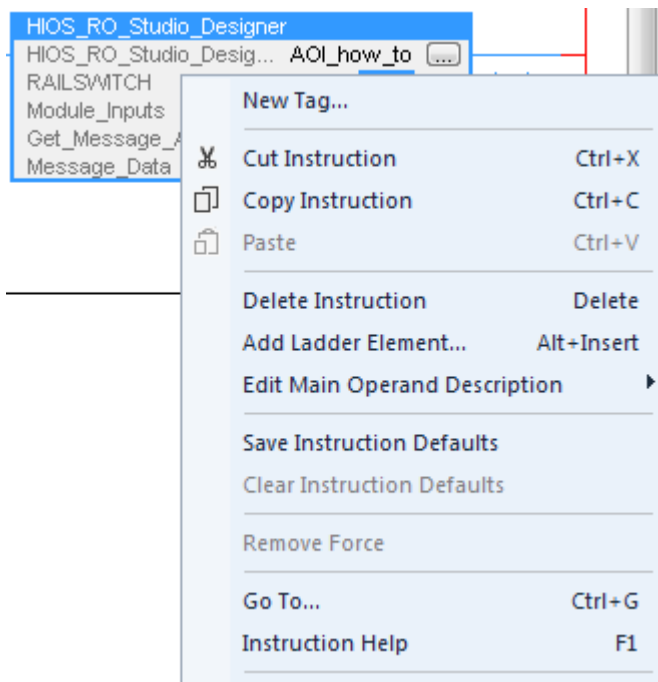 HIOS_RO_Studio_Designer
HIOS_RO_Studio_Desig... AOI_how_to ...
RAILSWITCH
Module_Inputs
Get_Message_
Message_Data
New Tag...
Cut Instruction Ctrl+X
Copy Instruction Ctrl+C
Paste Ctrl+V
Delete Instruction Delete
Add Ladder Element... Alt+Insert
Edit Main Operand Description
Save Instruction Defaults
Clear Instruction Defaults
Remove Force
Go To... Ctrl+G
Instruction Help F1